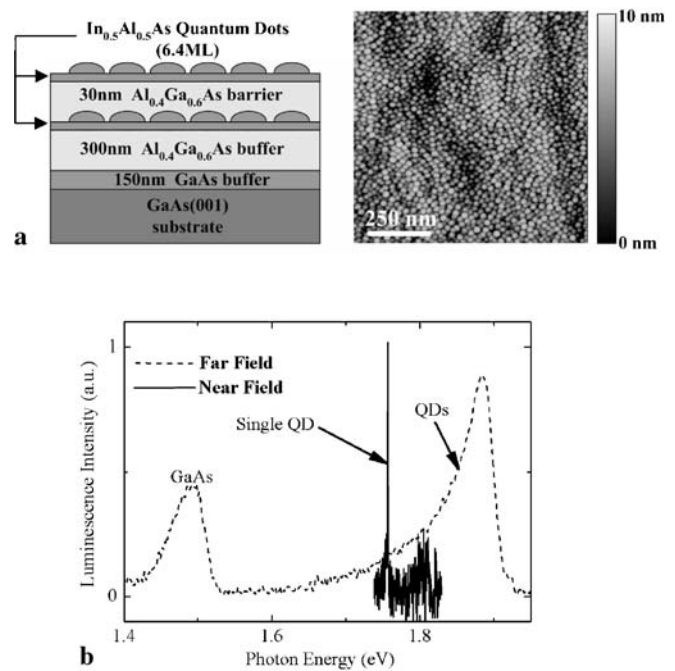 In0.5Al0.5As Quantum Dots
(6.4ML)
30nm Al0.4Ga0.6As barrier
300nm Al0.4Ga0.6As buffer
150nm GaAs buffer
GaAs(001)
substrate
a
250 nm
10 nm
0 nm
Luminescence Intensity (a.u.)
1
0
Far Field
Near Field
Single QD
QDs
GaAs
1.4
1.6
1.8
Photon Energy (eV)
b